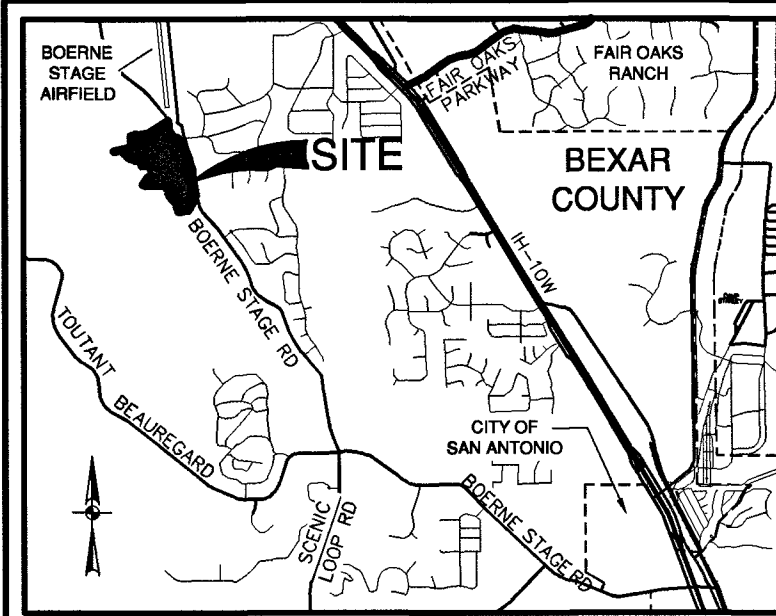 BOERNE
STAGE
AIRFIELD
FAIR OAKS
PARKWAY
FAIR OAKS
RANCH
SITE
BEXAR
COUNTY
BOERNE STAGE RD
IH-10W
TOUTANT
BEAUREGARD
CITY OF
SAN ANTONIO
SCENIC
LOOP RD
BOERNE STAGE RD